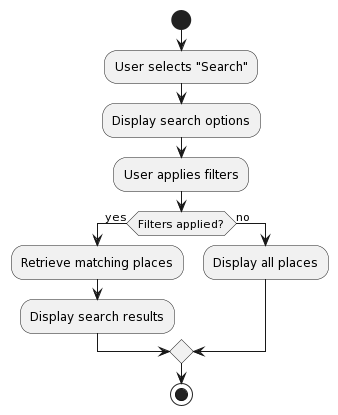 User selects "Search"
Display search options
User applies filters
yes
Filters applied?
no
Retrieve matching places
Display all places
Display search results